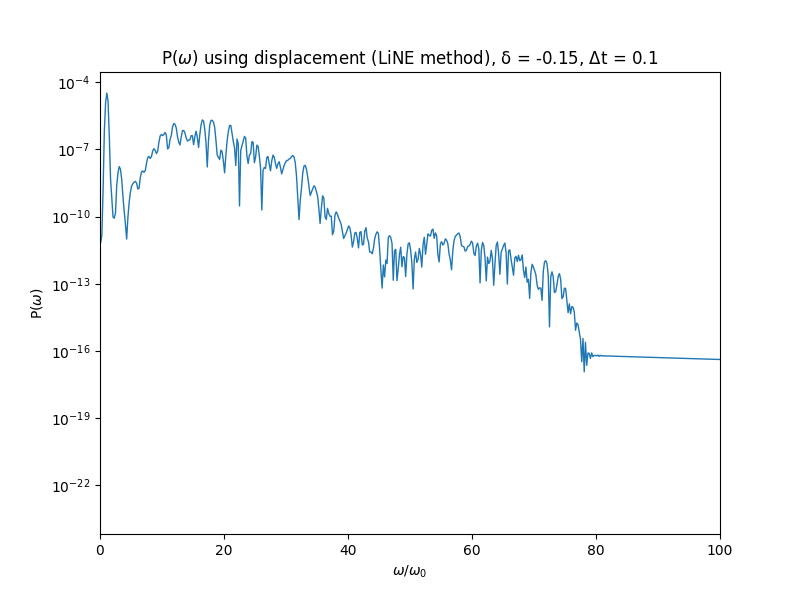 P(ω) using displacement (LiNE method), δ = -0.15, Δt = 0.1
P(ω)
10⁻⁴
10⁻⁷
10⁻¹⁰
10⁻¹³
10⁻¹⁶
10⁻¹⁹
10⁻²²
0 20 40 60 80 100
ω/ω₀